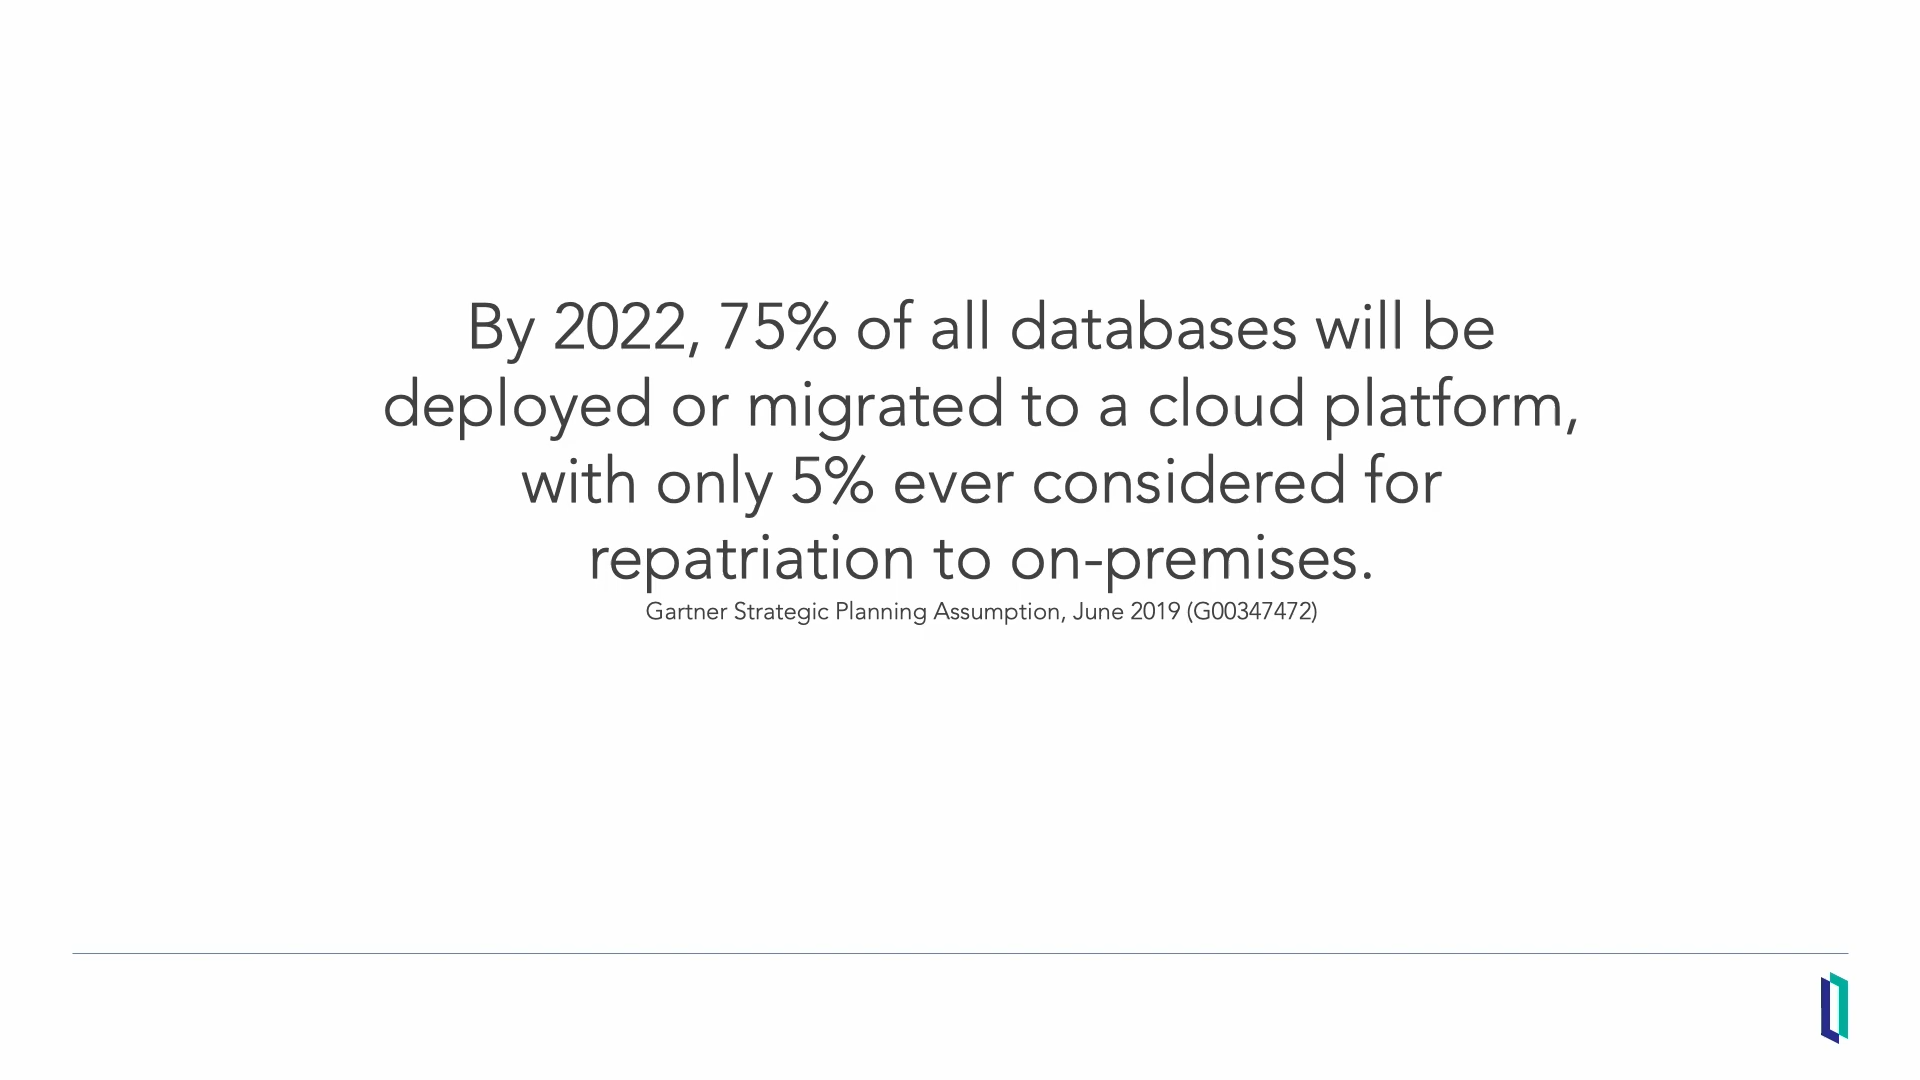 By 2022, 75% of all databases will be
deployed or migrated to a cloud platform,
with only 5% ever considered for
repatriation to on-premises.
Gartner Strategic Planning Assumption, June 2019 (G00347472)